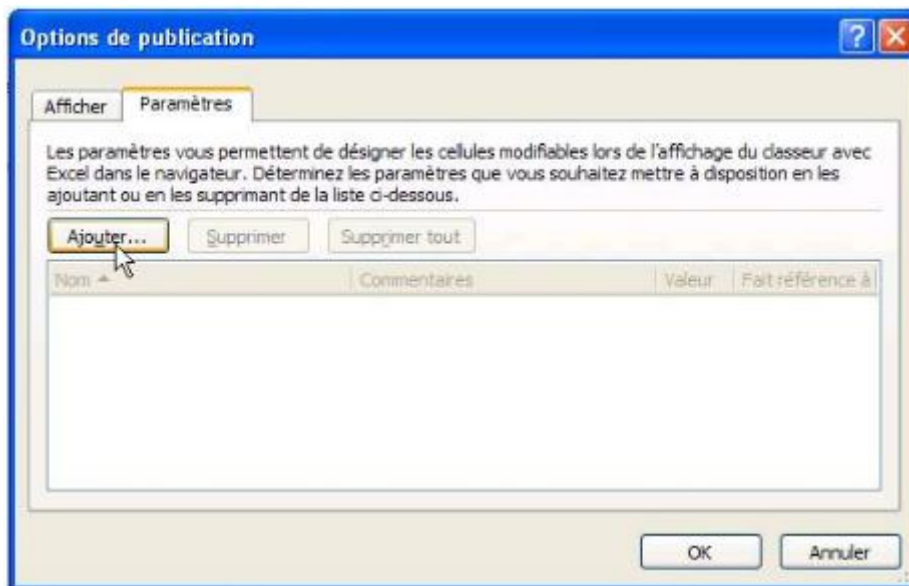 Options de publication
Afficher Paramètres
Les paramètres vous permettent de désigner les cellules modifiables lors de l'affichage du classeur avec
Excel dans le navigateur. Déterminez les paramètres que vous souhaitez mettre à disposition en les
ajoutant ou en les supprimant de la liste ci-dessous.
Ajouter... Supprimer Supprimer tout
Nom Commentaires Valeur Fait référence à
OK Annuler